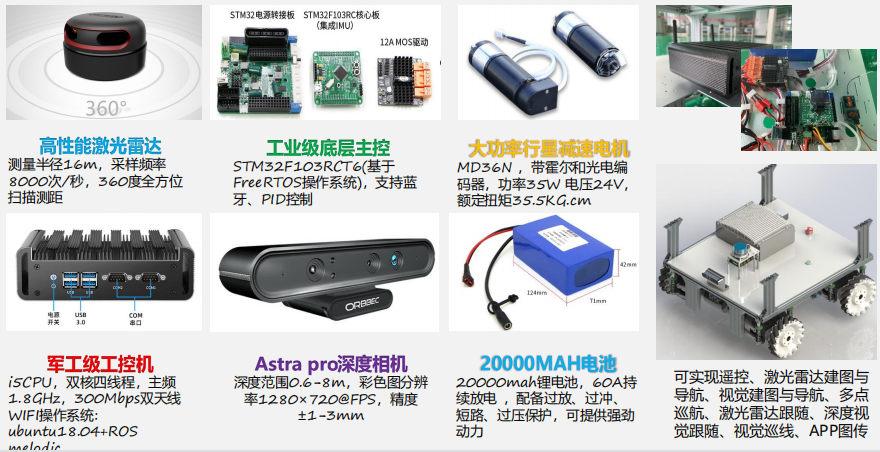 STM32电源转接板
STM32F103RC核心板
（集成IMU）
12A MOS驱动
360°
高性能激光雷达
测量半径16m，采样频率
8000次/秒，360度全方位
扫描测距
工业级底层主控
STM32F103RCT6(基于
FreeRTOS操作系统)，支持蓝
牙、PID控制
大功率行星减速电机
MD36N ，带霍尔和光电编
码器，功率35W 电压24V，
额定扭矩35.5KG.cm
电源
开关
USB
3.0
COM
串口
USB
USB
COM2
COM1
ORBBEC
42mm
124mm
71mm
军工级工控机
i5CPU，双核四线程，主频
1.8GHz，300Mbps双天线
WIFI操作系统:
ubuntu18.04+ROS
melodic
Astra pro深度相机
深度范围0.6-8m，彩色图分辨
率1280×720@FPS，精度
±1-3mm
20000MAH电池
20000mah锂电池，60A持
续放电 ，配备过放、过冲、
短路、过压保护，可提供强劲
动力
可实现遥控、激光雷达建图与
导航、视觉建图与导航、多点
巡航、激光雷达跟随、深度视
觉跟随、视觉巡线、APP图传